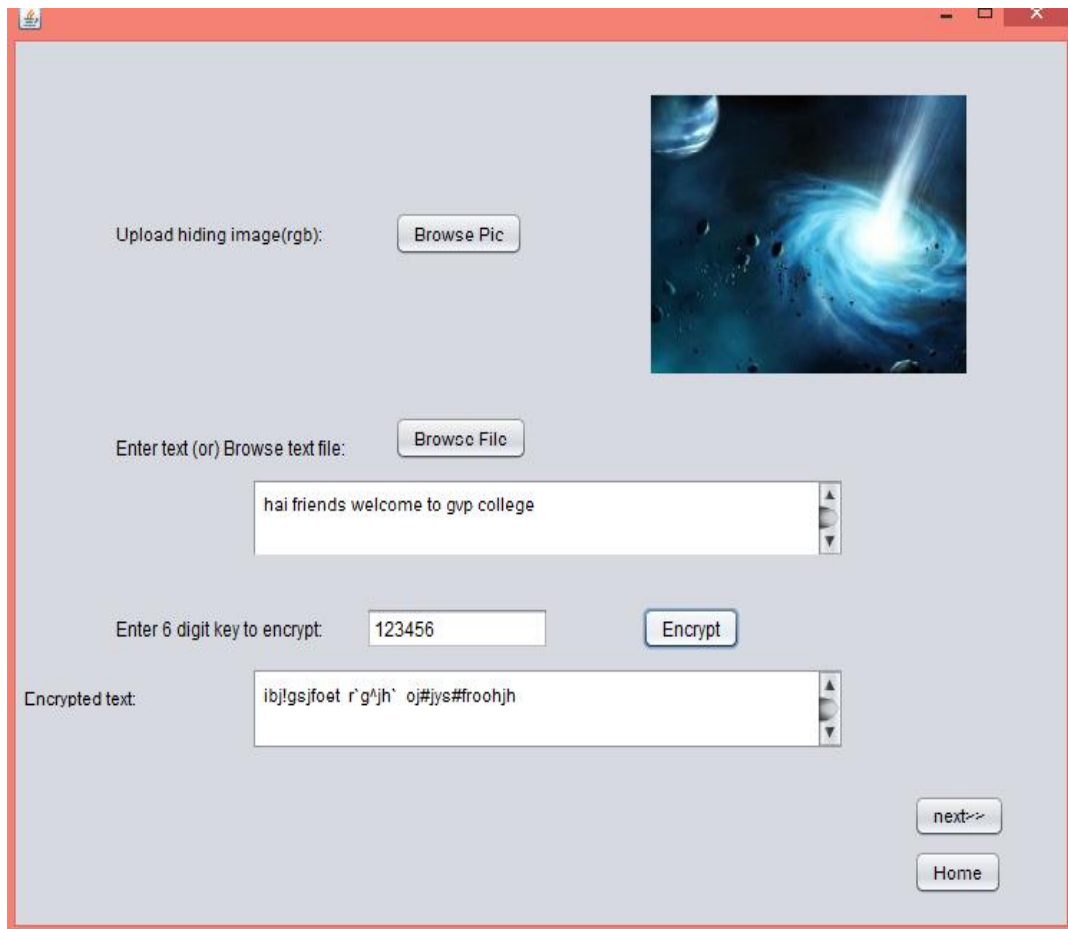 Upload hiding image(rgb): Browse Pic
Enter text (or) Browse text file: Browse File
hai friends welcome to gvp college
Enter 6 digit key to encrypt: 123456 Encrypt
Encrypted text: ibj!gsjfoet r`g^jh` oj#jys#froohjh
next>>
Home